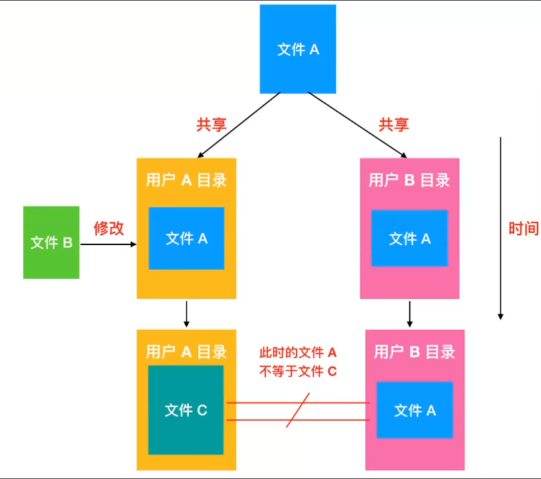 文件 A
共享
共享
用户 A 目录
用户 B 目录
文件 A
文件 A
文件 B
修改
时间
用户 A 目录
此时的文件 A
不等于文件 C
用户 B 目录
文件 C
文件 A